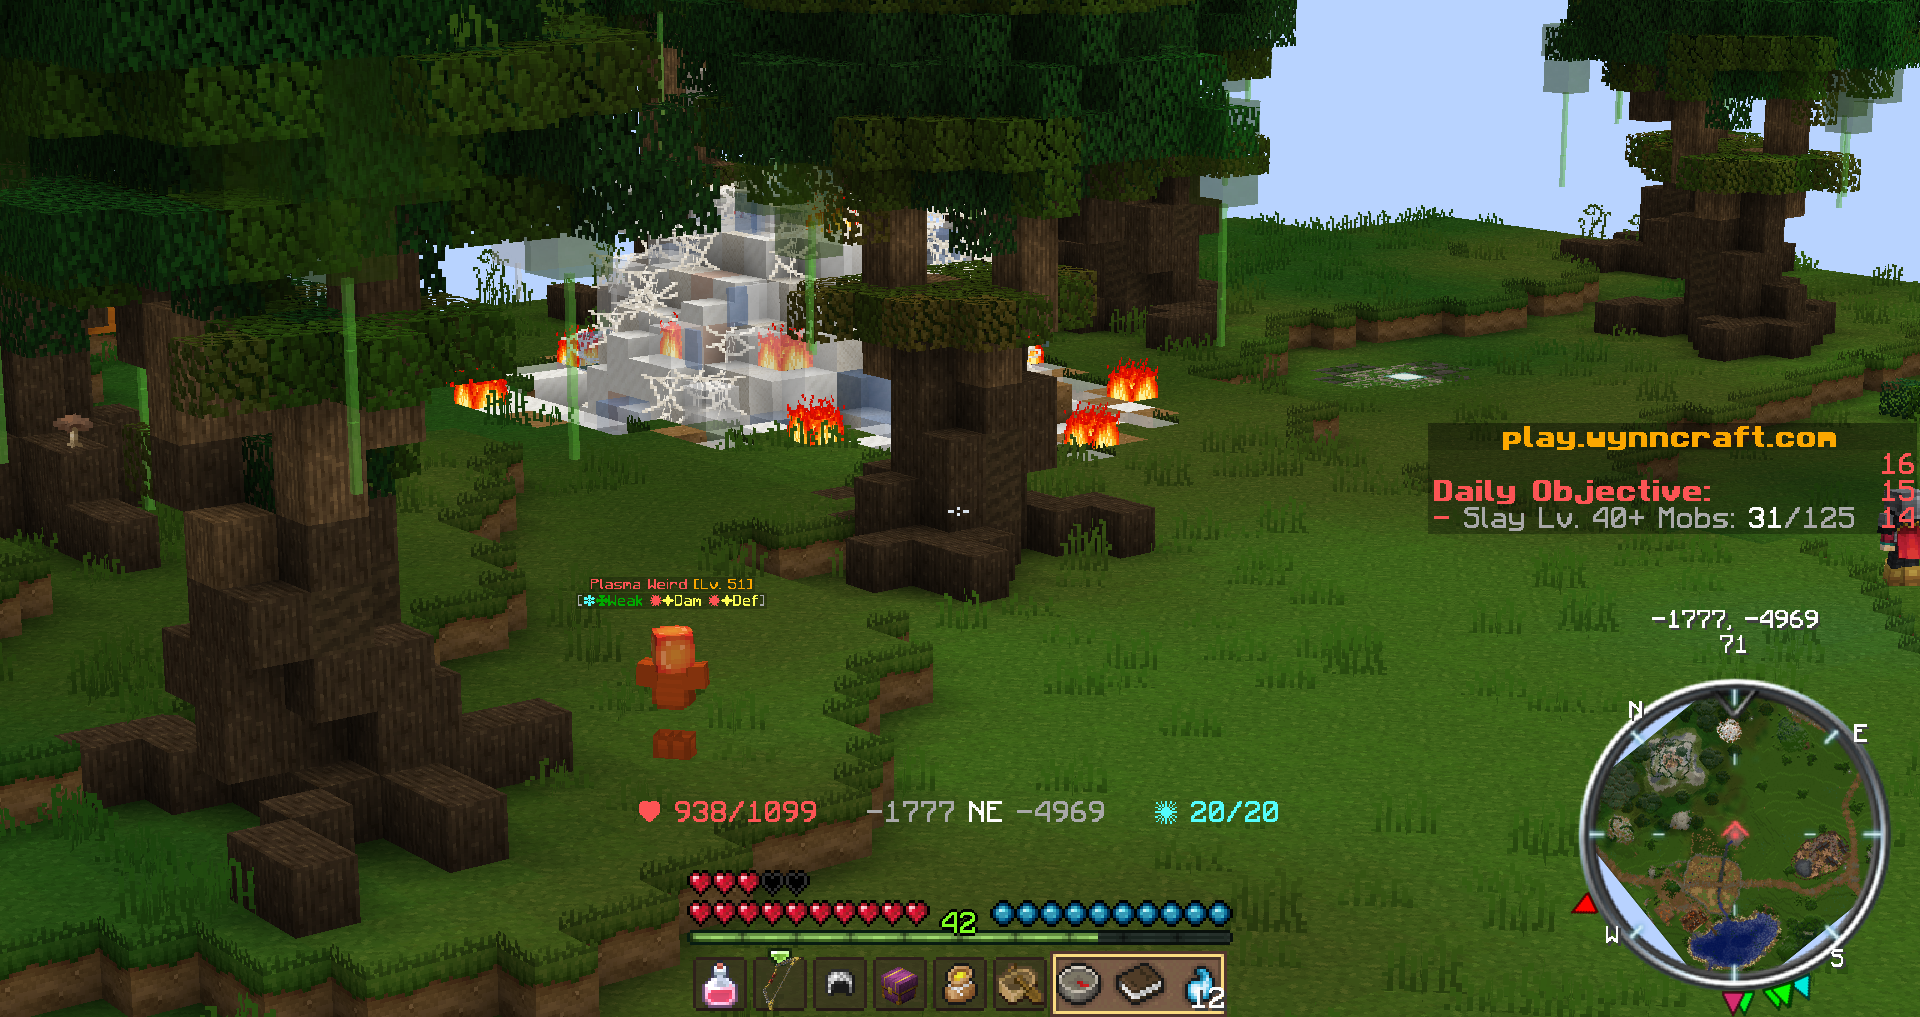 play.wynncraft.com
16
Daily Objective:
15
- Slay Lv. 40+ Mobs: 31/125
14
Plasma Weird [Lv. 51]
[❄✠Weak ✹✦Dam ✹✦Def]
-1777, -4969
71
N
E
W
S
938/1099
-1777 NE -4969
20/20
42
12